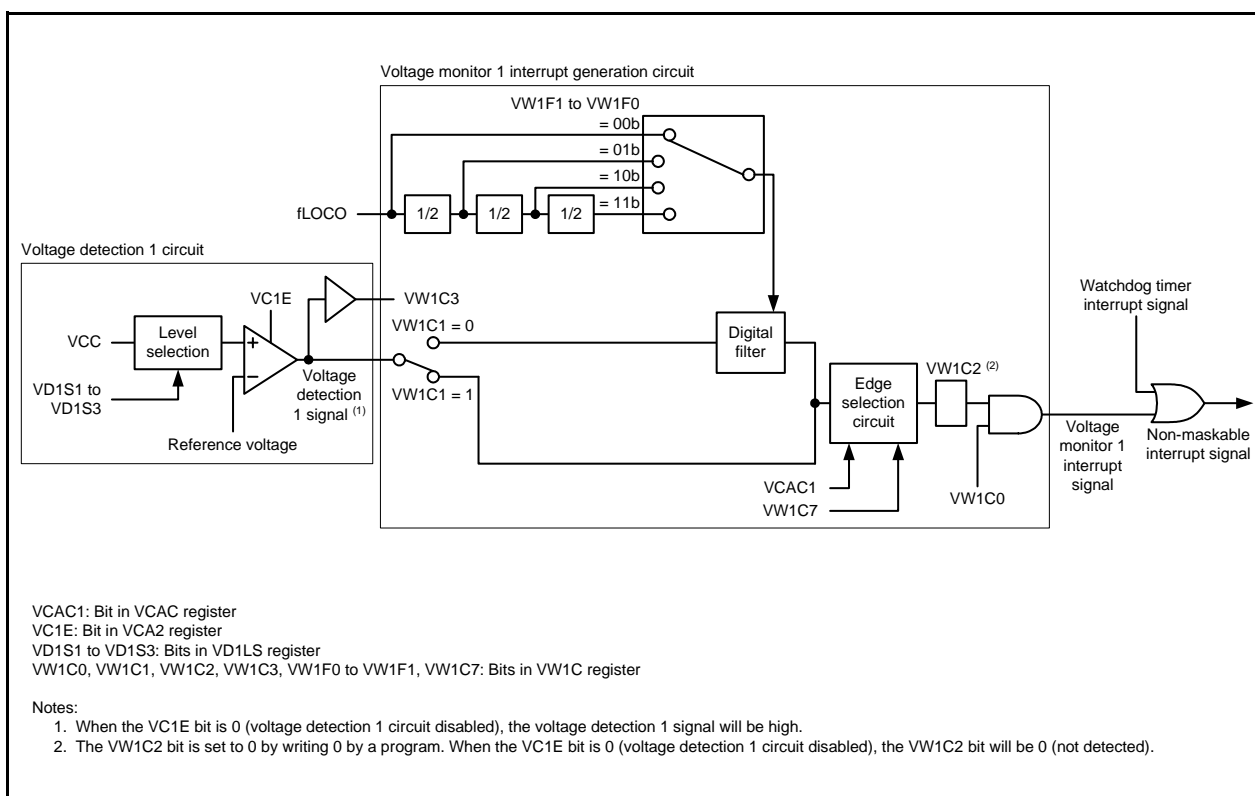 Voltage monitor 1 interrupt generation circuit
VW1F1 to VW1F0
= 00b
= 01b
= 10b
= 11b
fLOCO
1/2
1/2
1/2
Voltage detection 1 circuit
VC1E
VW1C3
VCC
Level
selection
+
−
VD1S1 to
VD1S3
Reference voltage
Voltage
detection
1 signal (1)
VW1C1 = 0
VW1C1 = 1
Digital
filter
Edge
selection
circuit
VCAC1
VW1C7
VW1C2 (2)
VW1C0
Watchdog timer
interrupt signal
Voltage
monitor 1
interrupt
signal
Non-maskable
interrupt signal
VCAC1: Bit in VCAC register
VC1E: Bit in VCA2 register
VD1S1 to VD1S3: Bits in VD1LS register
VW1C0, VW1C1, VW1C2, VW1C3, VW1F0 to VW1F1, VW1C7: Bits in VW1C register
Notes:
1. When the VC1E bit is 0 (voltage detection 1 circuit disabled), the voltage detection 1 signal will be high.
2. The VW1C2 bit is set to 0 by writing 0 by a program. When the VC1E bit is 0 (voltage detection 1 circuit disabled), the VW1C2 bit will be 0 (not detected).